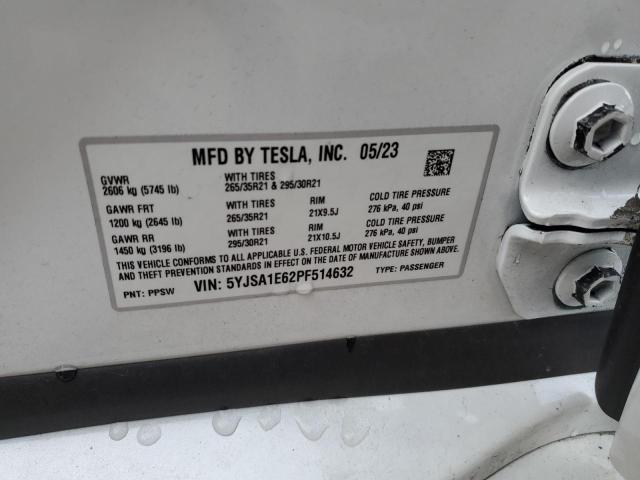 MFD BY TESLA, INC. 05/23
GVWR
2606 kg (5745 lb)
WITH TIRES
265/35R21 & 295/30R21
GAWR FRT
1200 kg (2645 lb)
WITH TIRES
265/35R21
RIM
21X9.5J
COLD TIRE PRESSURE
276 kPa, 40 psi
GAWR RR
1450 kg (3196 lb)
WITH TIRES
295/30R21
RIM
21X10.5J
COLD TIRE PRESSURE
276 kPa, 40 psi
THIS VEHICLE CONFORMS TO ALL APPLICABLE U.S. FEDERAL MOTOR VEHICLE SAFETY, BUMPER
AND THEFT PREVENTION STANDARDS IN EFFECT ON THE DATE OF MANUFACTURE SHOWN ABOVE.
PNT: PPSW
VIN: 5YJSA1E62PF514632
TYPE: PASSENGER